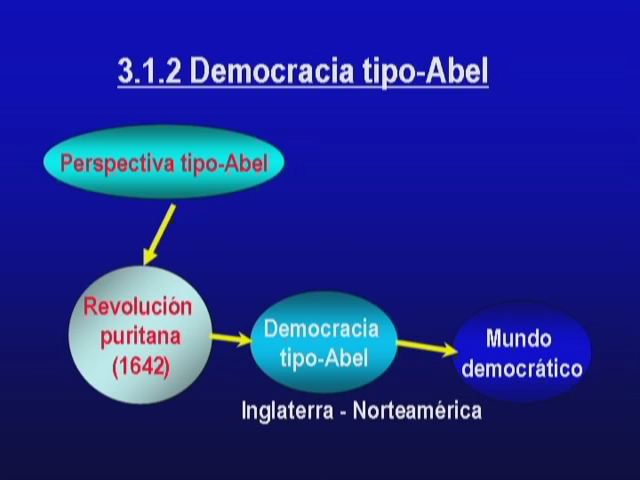 3.1.2 Democracia tipo-Abel
Perspectiva tipo-Abel
Revolución
puritana
(1642)
Democracia
tipo-Abel
Mundo
democrático
Inglaterra - Norteamérica